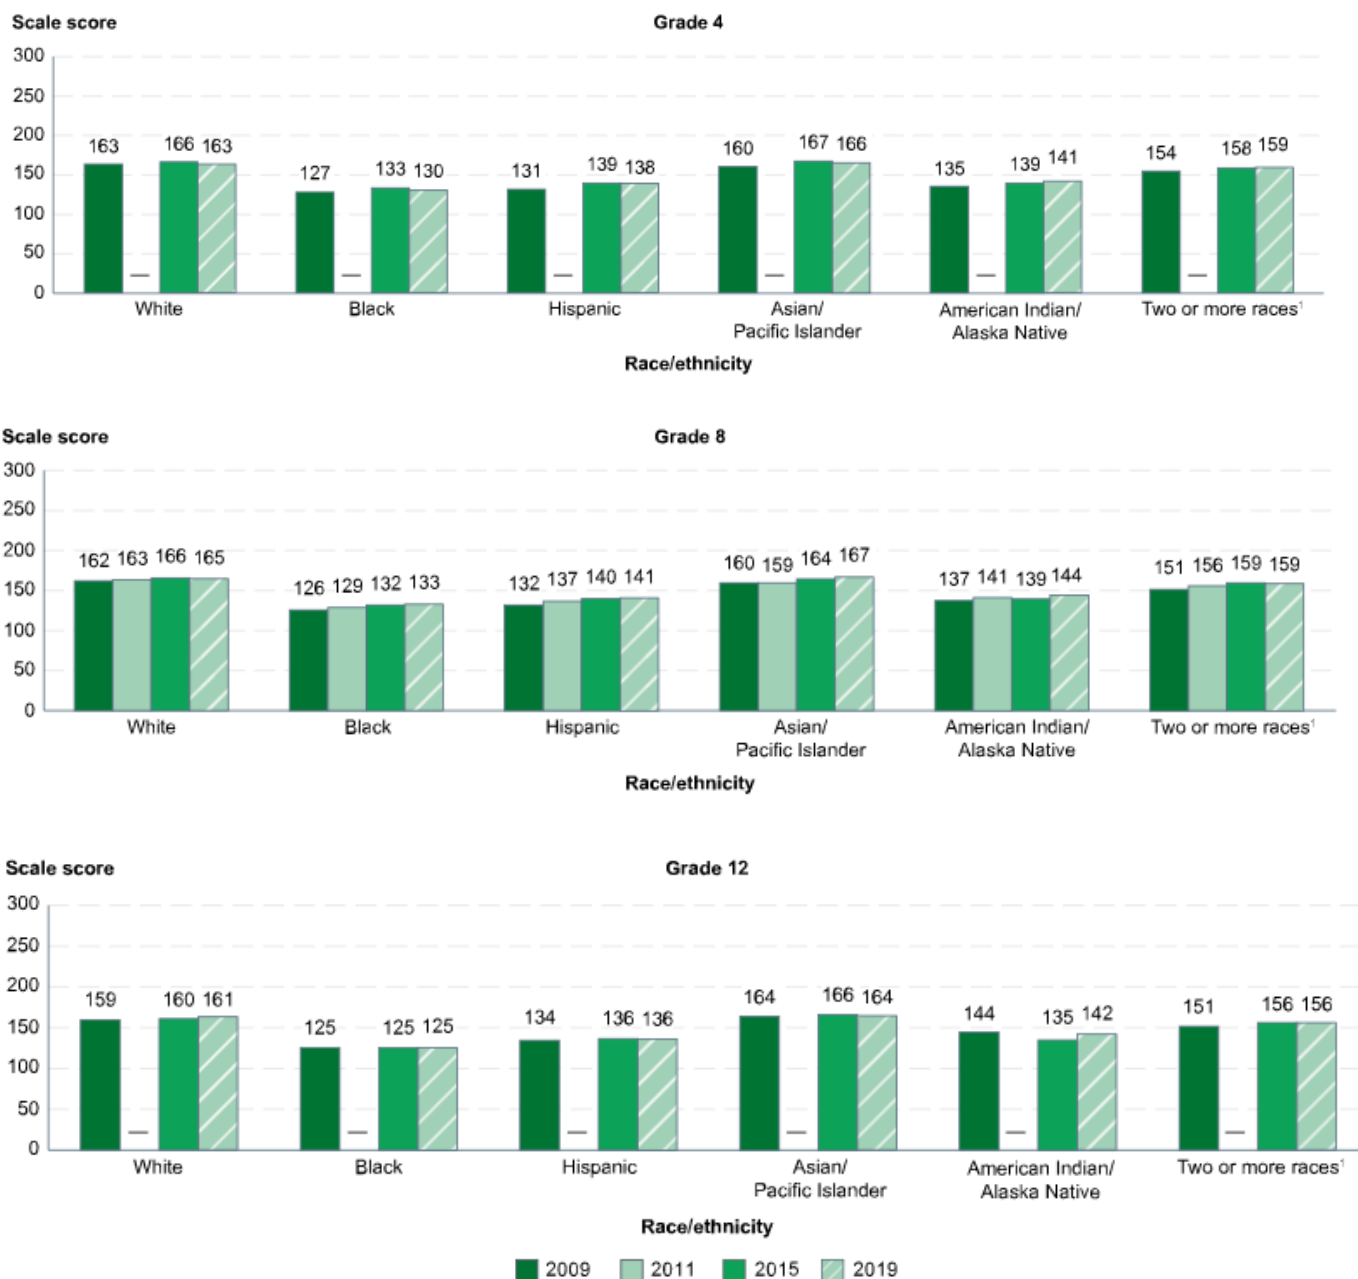 Scale score Grade 4
300
250
200
150
100
50
0
163 — 166 163
127 — 133 130
131 — 139 138
160 — 167 166
135 — 139 141
154 — 158 159
White Black Hispanic Asian/ American Indian/ Two or more races¹
Pacific Islander Alaska Native
Race/ethnicity
Scale score Grade 8
300
250
200
150
100
50
0
162 163 166 165
126 129 132 133
132 137 140 141
160 159 164 167
137 141 139 144
151 156 159 159
White Black Hispanic Asian/ American Indian/ Two or more races¹
Pacific Islander Alaska Native
Race/ethnicity
Scale score Grade 12
300
250
200
150
100
50
0
159 — 160 161
125 — 125 125
134 — 136 136
164 — 166 164
144 — 135 142
151 — 156 156
White Black Hispanic Asian/ American Indian/ Two or more races¹
Pacific Islander Alaska Native
Race/ethnicity
2009 2011 2015 2019